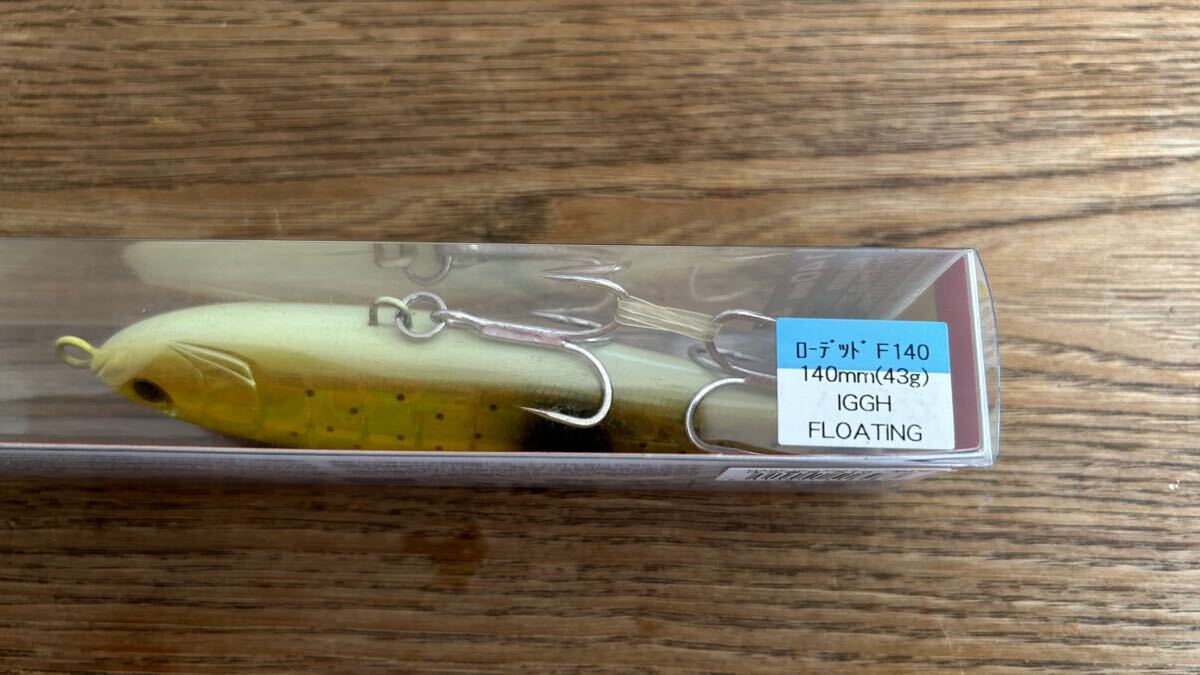 ﾛｰﾃﾞｯﾄﾞ F140
140mm(43g)
IGGH
FLOATING